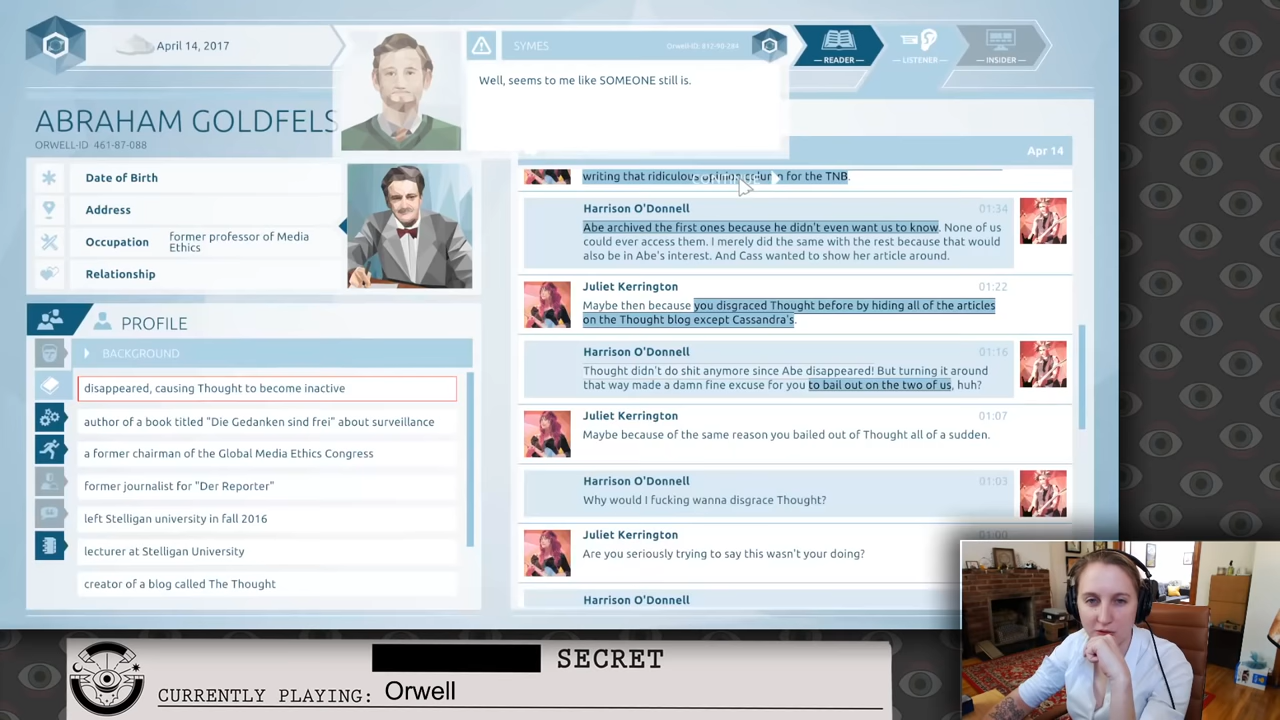 April 14, 2017
SYMES
Orwell-ID: 812-90-284
Well, seems to me like SOMEONE still is.
CONTINUE
READER
LISTENER
INSIDER
ABRAHAM GOLDFELS
ORWELL-ID 461-87-088
Date of Birth
Address
Occupation
former professor of Media
Ethics
Relationship
PROFILE
BACKGROUND
disappeared, causing Thought to become inactive
author of a book titled "Die Gedanken sind frei" about surveillance
a former chairman of the Global Media Ethics Congress
former journalist for "Der Reporter"
left Stelligan university in fall 2016
lecturer at Stelligan University
creator of a blog called The Thought
Apr 14
writing that ridiculous for the TNB.
Harrison O'Donnell
01:34
Abe archived the first ones because he didn't even want us to know. None of us
could ever access them. I merely did the same with the rest because that would
also be in Abe's interest. And Cass wanted to show her article around.
Juliet Kerrington
01:22
Maybe then because you disgraced Thought before by hiding all of the articles
on the Thought blog except Cassandra's.
Harrison O'Donnell
01:16
Thought didn't do shit anymore since Abe disappeared! But turning it around
that way made a damn fine excuse for you to bail out on the two of us, huh?
Juliet Kerrington
01:07
Maybe because of the same reason you bailed out of Thought all of a sudden.
Harrison O'Donnell
01:03
Why would I fucking wanna disgrace Thought?
Juliet Kerrington
01:00
Are you seriously trying to say this wasn't your doing?
Harrison O'Donnell
SECRET
CURRENTLY PLAYING: Orwell